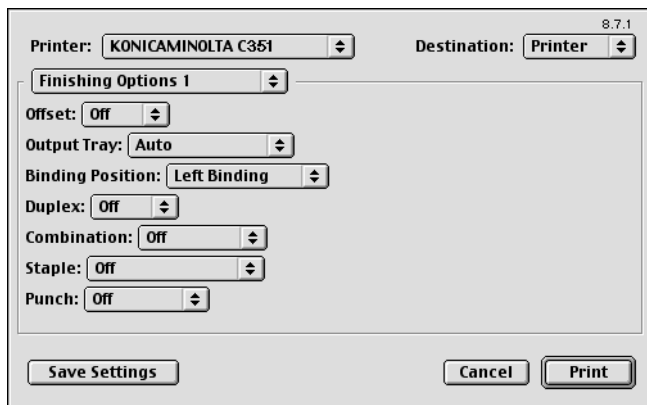 8.7.1
Printer: KONICAMINOLTA C351 Destination: Printer
Finishing Options 1
Offset: Off
Output Tray: Auto
Binding Position: Left Binding
Duplex: Off
Combination: Off
Staple: Off
Punch: Off
Save Settings Cancel Print